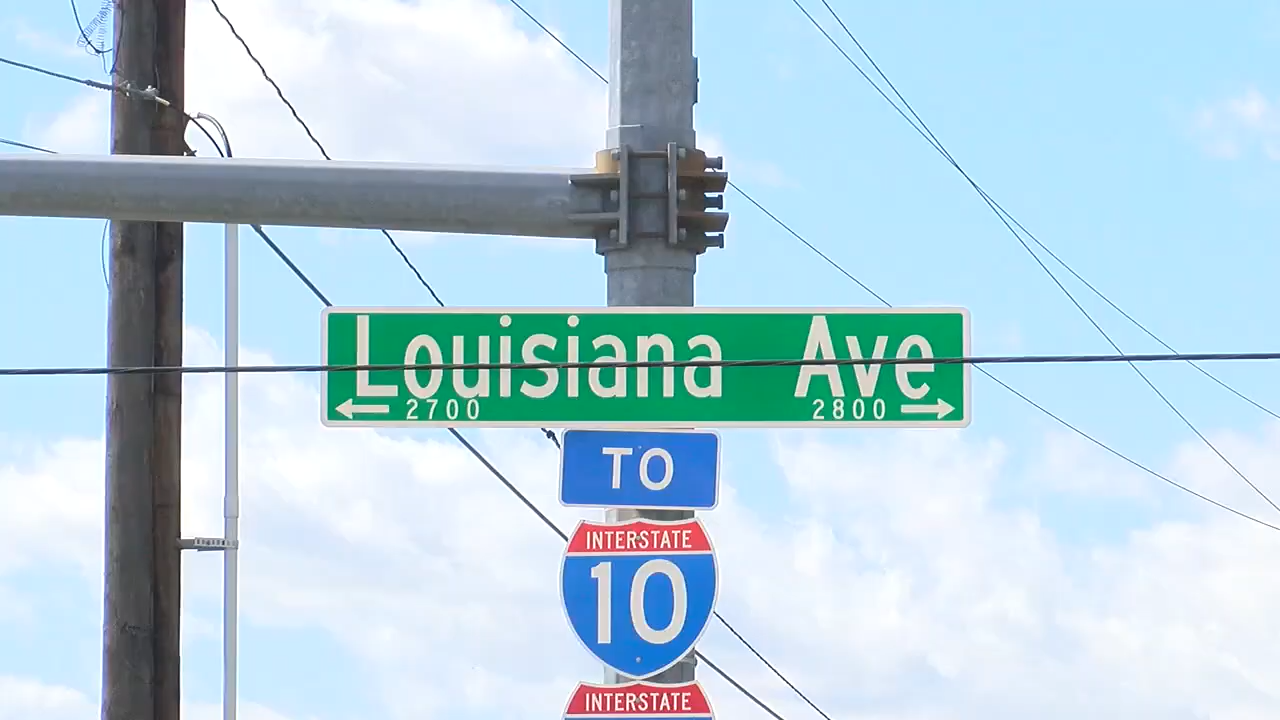 Louisiana Ave
← 2700 2800 →
TO
INTERSTATE
10
INTERSTATE